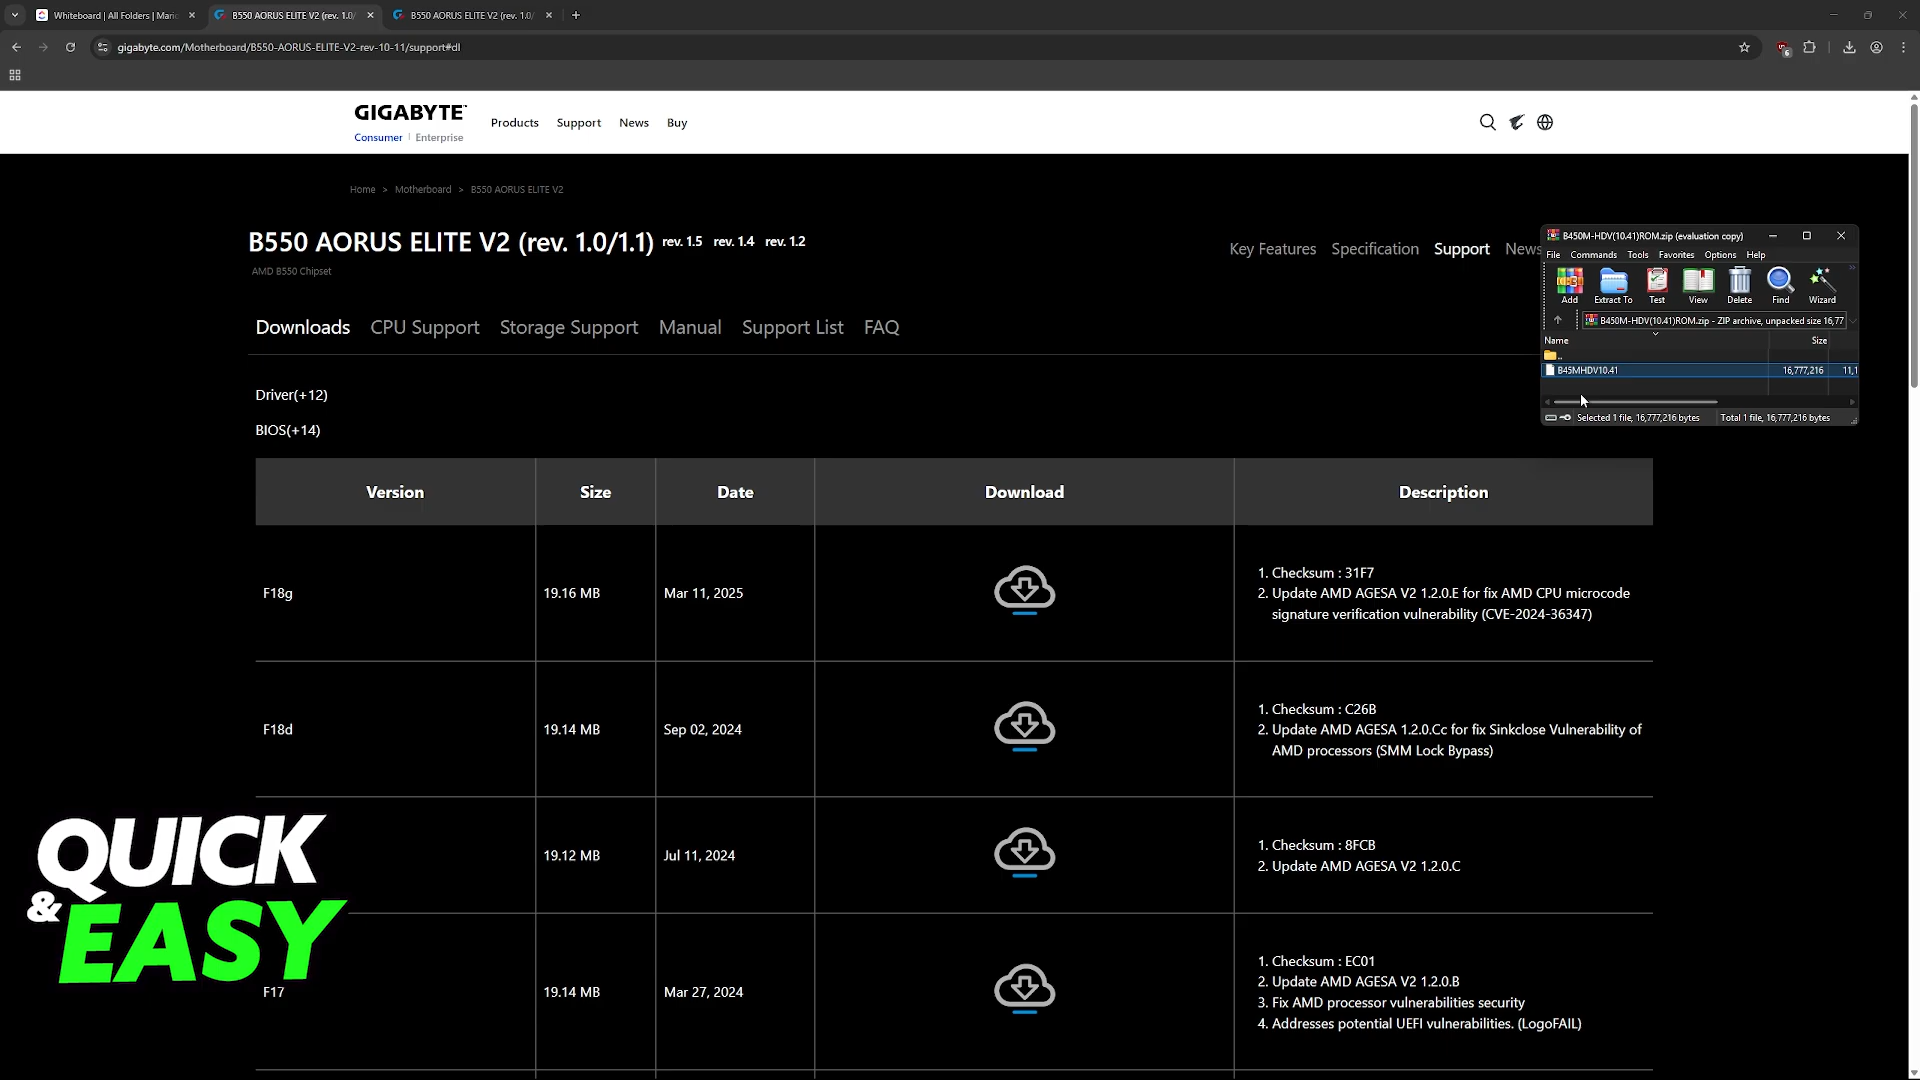 Whiteboard | All Folders | Maric
B550 AORUS ELITE V2 (rev. 1.0/
B550 AORUS ELITE V2 (rev. 1.0/
gigabyte.com/Motherboard/B550-AORUS-ELITE-V2-rev-10-11/support#dl
6
GIGABYTE™
Consumer | Enterprise
Products Support News Buy
Home > Motherboard > B550 AORUS ELITE V2
B550 AORUS ELITE V2 (rev. 1.0/1.1) rev. 1.5 rev. 1.4 rev. 1.2
AMD B550 Chipset
Key Features Specification Support News
Downloads CPU Support Storage Support Manual Support List FAQ
Driver(+12)
BIOS(+14)
B450M-HDV(10.41)ROM.zip (evaluation copy)
File Commands Tools Favorites Options Help
Add Extract To Test View Delete Find Wizard
B450M-HDV(10.41)ROM.zip - ZIP archive, unpacked size 16,77
Name Size
..
B45MHDV10.41 16,777,216 11,1
Selected 1 file, 16,777,216 bytes Total 1 file, 16,777,216 bytes
Version Size Date Download Description
F18g 19.16 MB Mar 11, 2025
1. Checksum : 31F7
2. Update AMD AGESA V2 1.2.0.E for fix AMD CPU microcode
signature verification vulnerability (CVE-2024-36347)
F18d 19.14 MB Sep 02, 2024
1. Checksum : C26B
2. Update AMD AGESA 1.2.0.Cc for fix Sinkclose Vulnerability of
AMD processors (SMM Lock Bypass)
19.12 MB Jul 11, 2024
1. Checksum : 8FCB
2. Update AMD AGESA V2 1.2.0.C
F17 19.14 MB Mar 27, 2024
1. Checksum : EC01
2. Update AMD AGESA V2 1.2.0.B
3. Fix AMD processor vulnerabilities security
4. Addresses potential UEFI vulnerabilities. (LogoFAIL)
QUICK
&EASY